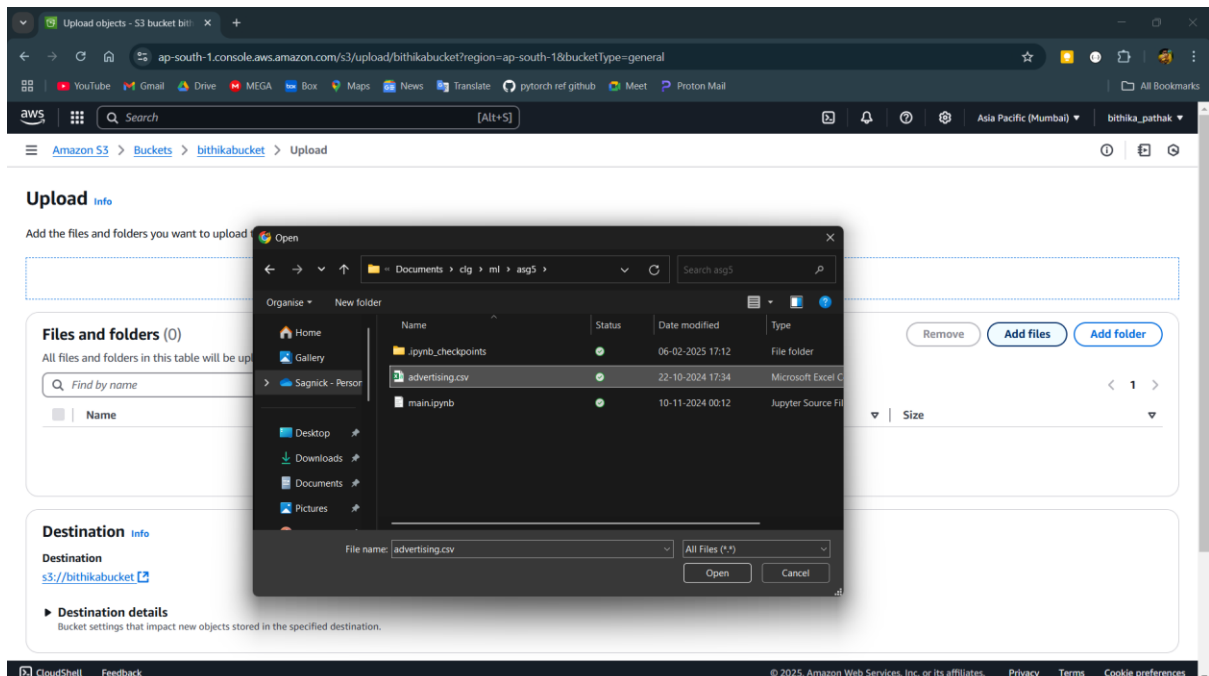 Upload objects - S3 bucket bith
ap-south-1.console.aws.amazon.com/s3/upload/bithikabucket?region=ap-south-1&bucketType=general
YouTube Gmail Drive MEGA Box Maps News Translate pytorch ref github Meet Proton Mail All Bookmarks
aws Search [Alt+S] Asia Pacific (Mumbai) bithika_pathak
Amazon S3 > Buckets > bithikabucket > Upload
Upload Info
Add the files and folders you want to upload
Open
Documents › clg › ml › asg5 ›
Search asg5
Organise New folder
Name Status Date modified Type
Home
Gallery
Sagnick - Person
Desktop
Downloads
Documents
Pictures
.ipynb_checkpoints 06-02-2025 17:12 File folder
advertising.csv 22-10-2024 17:34 Microsoft Excel C
main.ipynb 10-11-2024 00:12 Jupyter Source Fil
File name: advertising.csv All Files (*.*)
Open Cancel
Files and folders (0) Remove Add files Add folder
All files and folders in this table will be upl
Find by name 1
Name Size
Destination Info
Destination
s3://bithikabucket
Destination details
Bucket settings that impact new objects stored in the specified destination.
CloudShell Feedback © 2025, Amazon Web Services, Inc. or its affiliates. Privacy Terms Cookie preferences